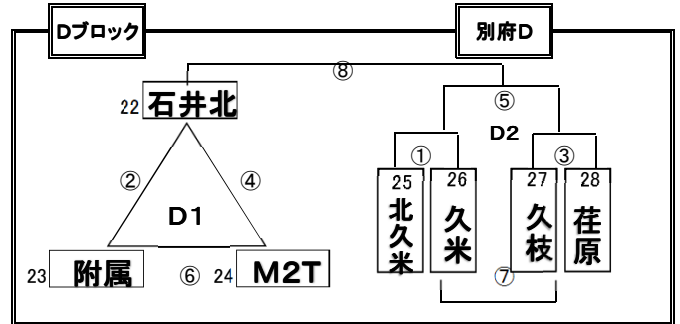 Dブロック
別府D
⑧
22 石井北
⑤
D2
① ③
② ④
25 北久米
26 久米
27 久枝
28 荏原
D1
23 附属
⑥
24 M2T
⑦